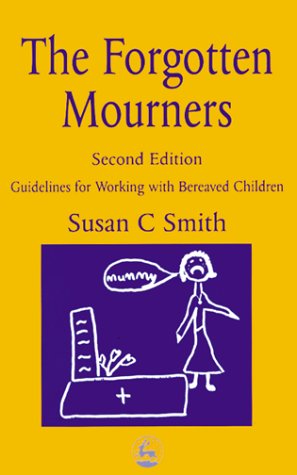 The Forgotten
Mourners
Second Edition
Guidelines for Working with Bereaved Children
Susan C Smith
mummy